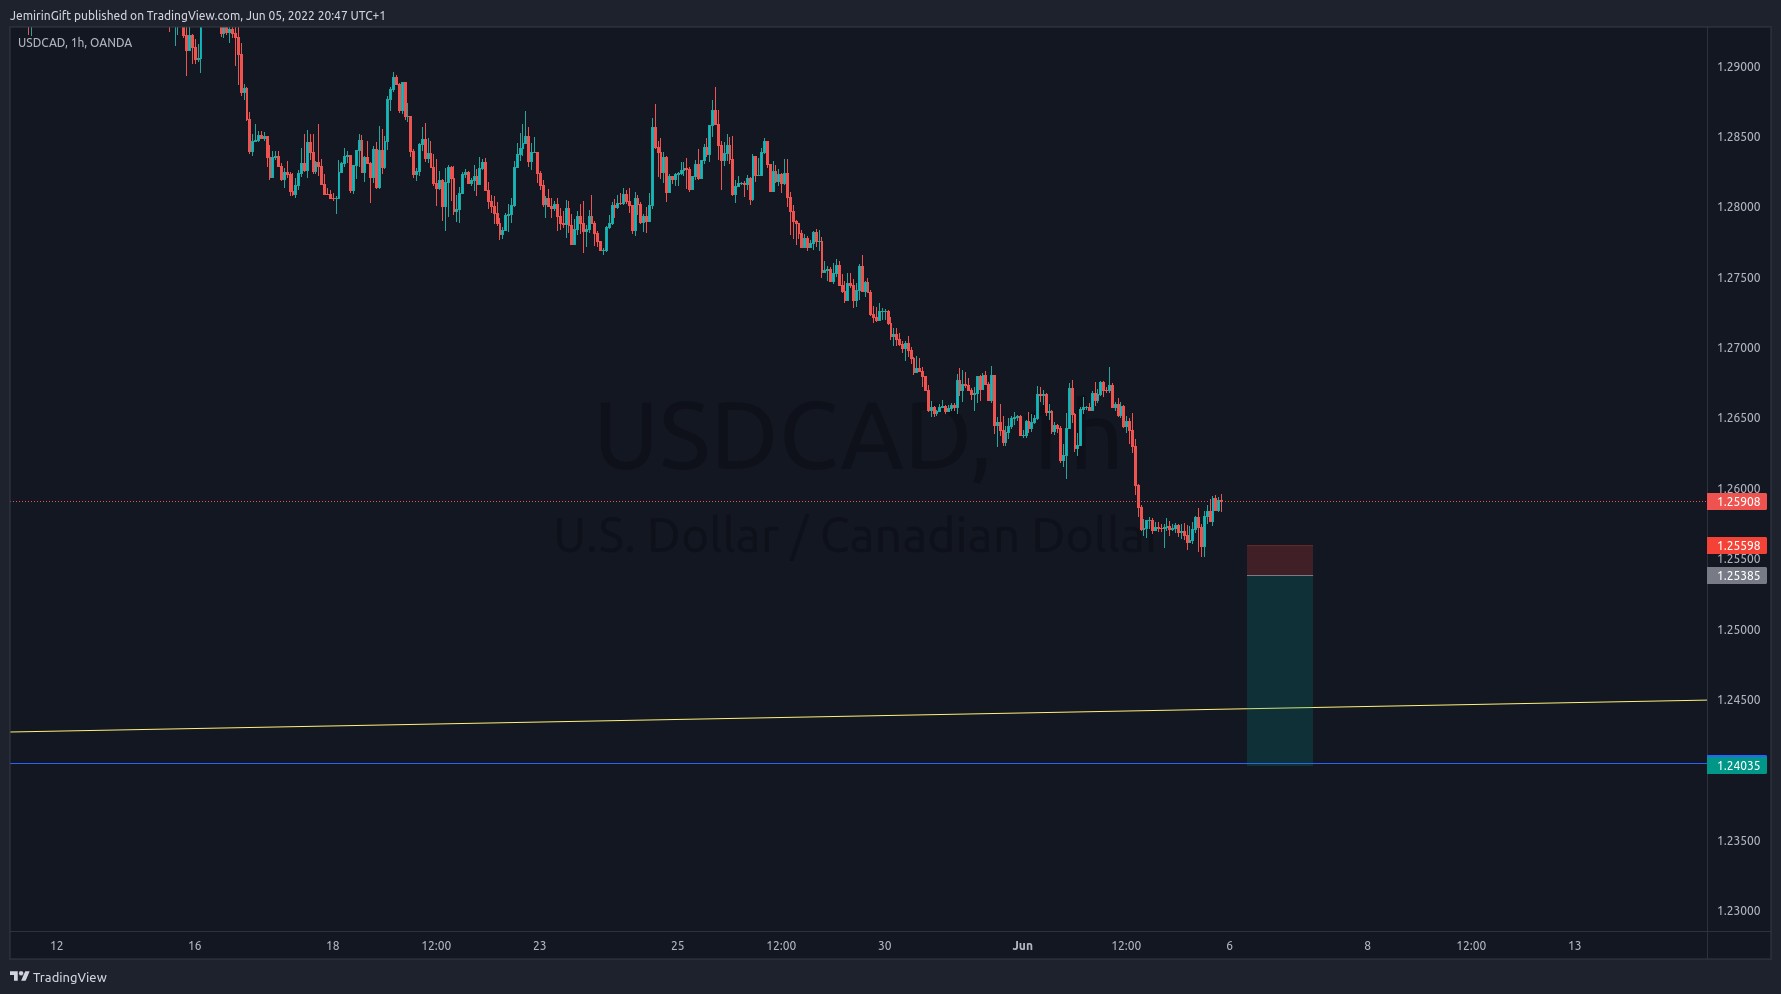 JemirinGift published on TradingView.com, Jun 05, 2022 20:47 UTC+1
USDCAD, 1h, OANDA
USDCAD, 1h
U.S. Dollar / Canadian Dollar
1.29000
1.28500
1.28000
1.27500
1.27000
1.26500
1.26000
1.25908
1.25598
1.25500
1.25385
1.25000
1.24500
1.24035
1.23500
1.23000
12 16 18 12:00 23 25 12:00 30 Jun 12:00 6 8 12:00 13
TradingView